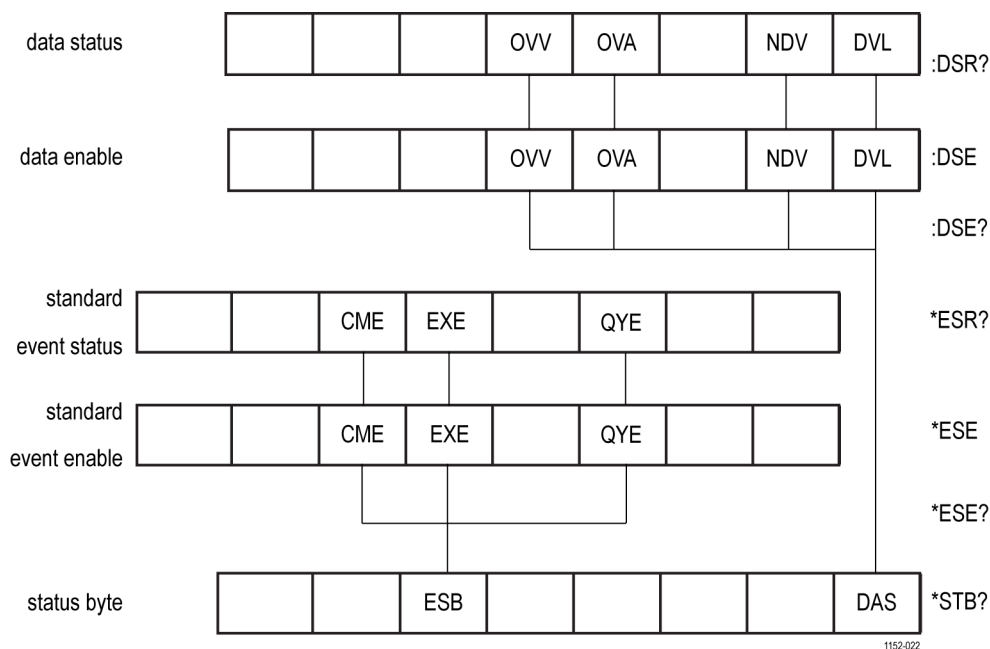 data status OVV OVA NDV DVL :DSR?
data enable OVV OVA NDV DVL :DSE
:DSE?
standard
event status CME EXE QYE *ESR?
standard
event enable CME EXE QYE *ESE
*ESE?
status byte ESB DAS *STB?
1152-022